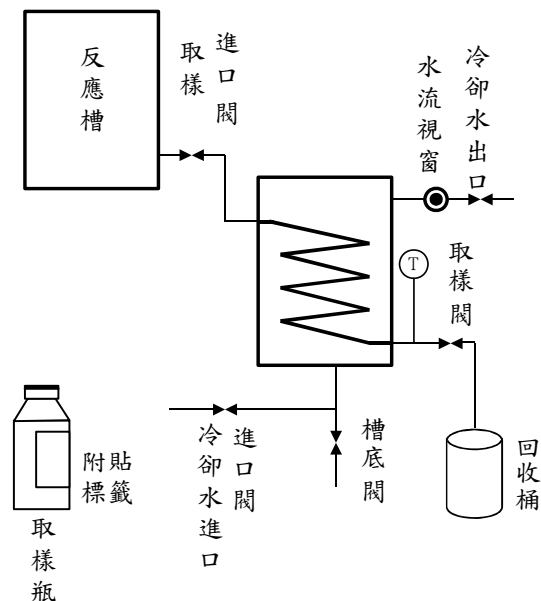 反應槽
取樣
進口閥
水流視窗
冷卻水出口
T
取樣閥
冷卻水進口
進口閥
槽底閥
回收桶
附貼
標籤
取樣瓶